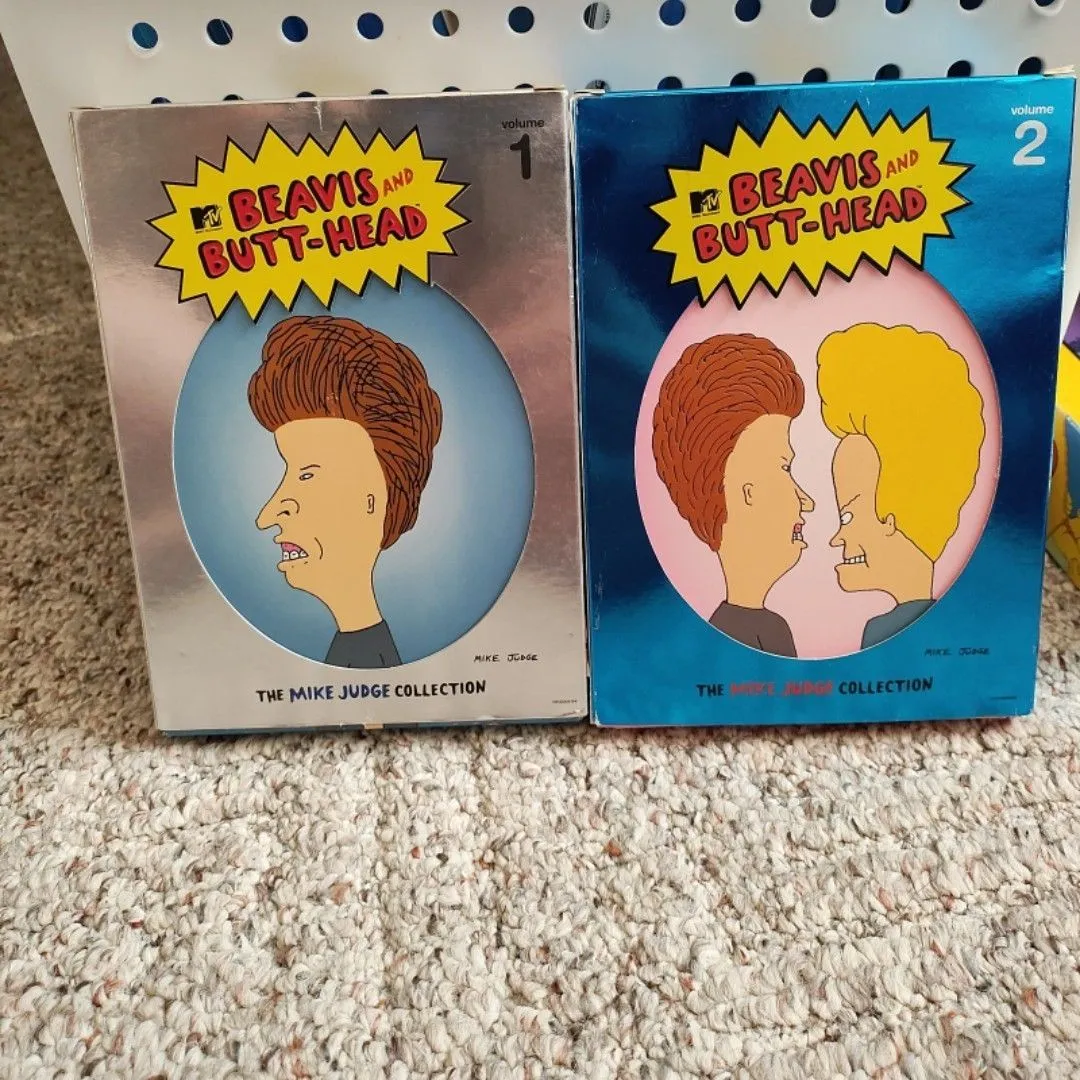 volume
1
MTV
BEAVIS AND
BUTT-HEAD
MIKE JUDGE
THE MIKE JUDGE COLLECTION
volume
2
MTV
BEAVIS AND
BUTT-HEAD™
MIKE JUDGE
THE MIKE JUDGE COLLECTION